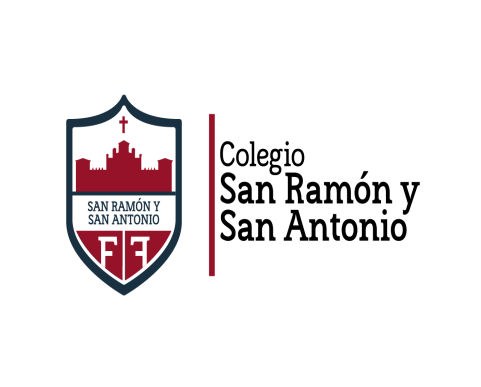 SAN RAMÓN Y
SAN ANTONIO
F F
Colegio
San Ramón y
San Antonio